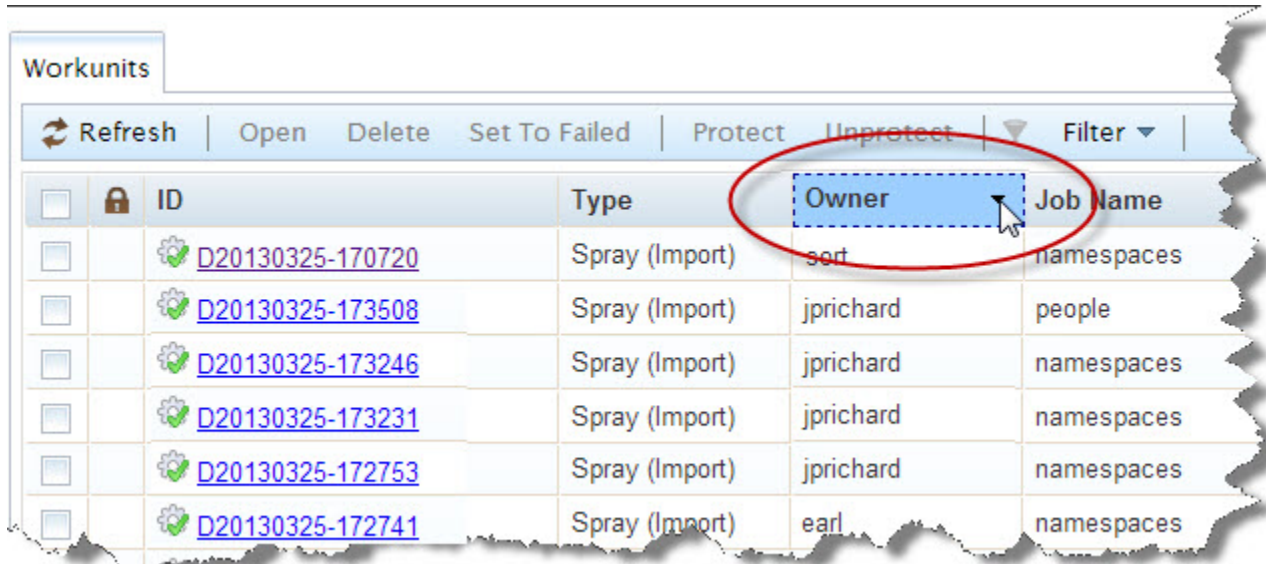 Workunits
Refresh Open Delete Set To Failed Protect Unprotect Filter
ID Type Owner Job Name
D20130325-170720 Spray (Import) sort namespaces
D20130325-173508 Spray (Import) jprichard people
D20130325-173246 Spray (Import) jprichard namespaces
D20130325-173231 Spray (Import) jprichard namespaces
D20130325-172753 Spray (Import) jprichard namespaces
D20130325-172741 Spray (Import) earl namespaces